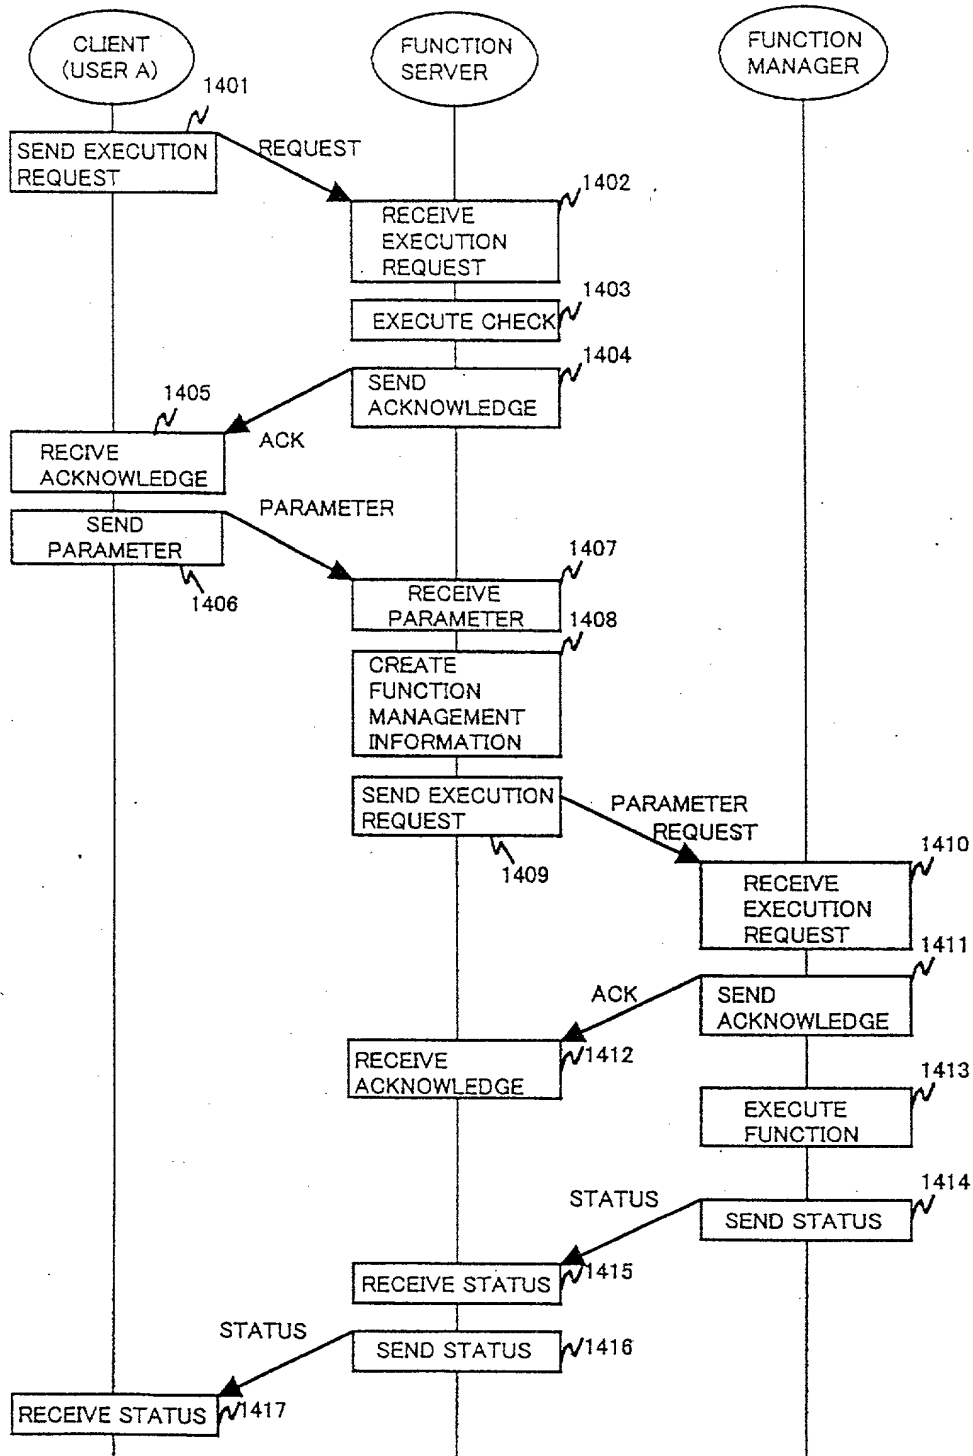 CLIENT
(USER A)
FUNCTION
SERVER
FUNCTION
MANAGER
1401
SEND EXECUTION
REQUEST
REQUEST
1402
RECEIVE
EXECUTION
REQUEST
1403
EXECUTE CHECK
1404
SEND
ACKNOWLEDGE
1405
ACK
RECIVE
ACKNOWLEDGE
PARAMETER
SEND
PARAMETER
1406
1407
RECEIVE
PARAMETER
1408
CREATE
FUNCTION
MANAGEMENT
INFORMATION
SEND EXECUTION
REQUEST
1409
PARAMETER
REQUEST
1410
RECEIVE
EXECUTION
REQUEST
1411
SEND
ACKNOWLEDGE
ACK
1412
RECEIVE
ACKNOWLEDGE
1413
EXECUTE
FUNCTION
1414
STATUS
SEND STATUS
RECEIVE STATUS
1415
STATUS
SEND STATUS
1416
RECEIVE STATUS
1417